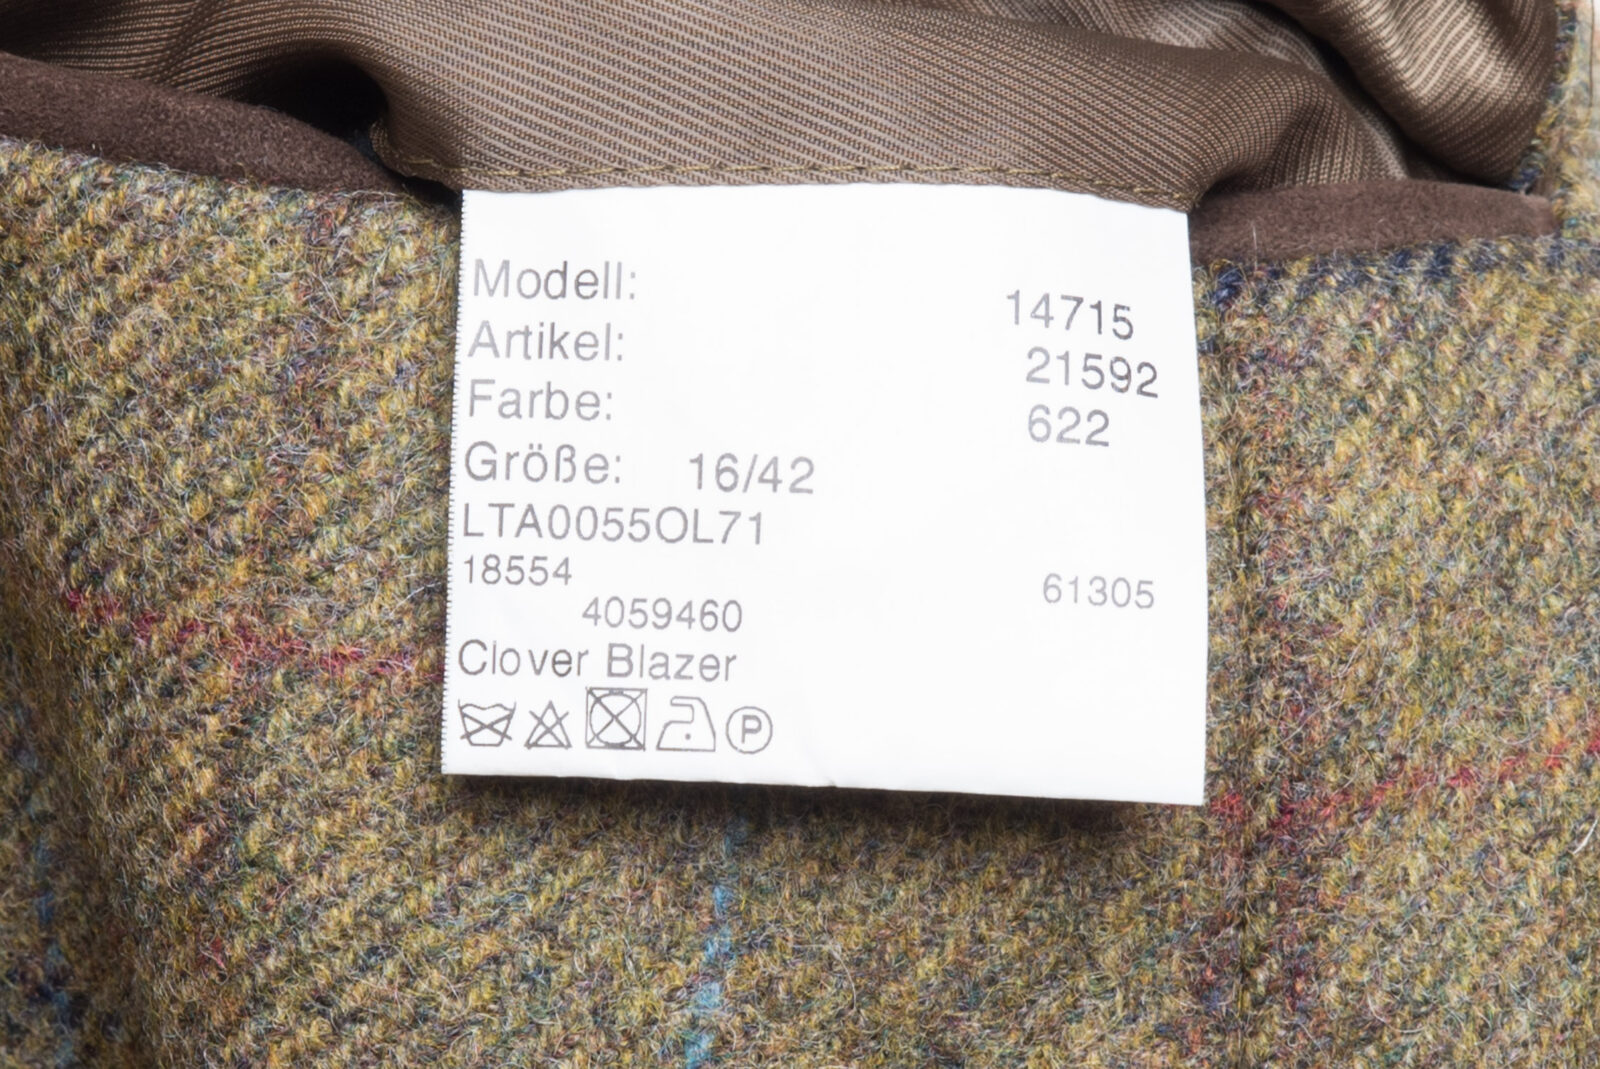 Modell: 14715
Artikel: 21592
Farbe: 622
Größe: 16/42
LTA0055OL71
18554 61305
4059460
Clover Blazer
P